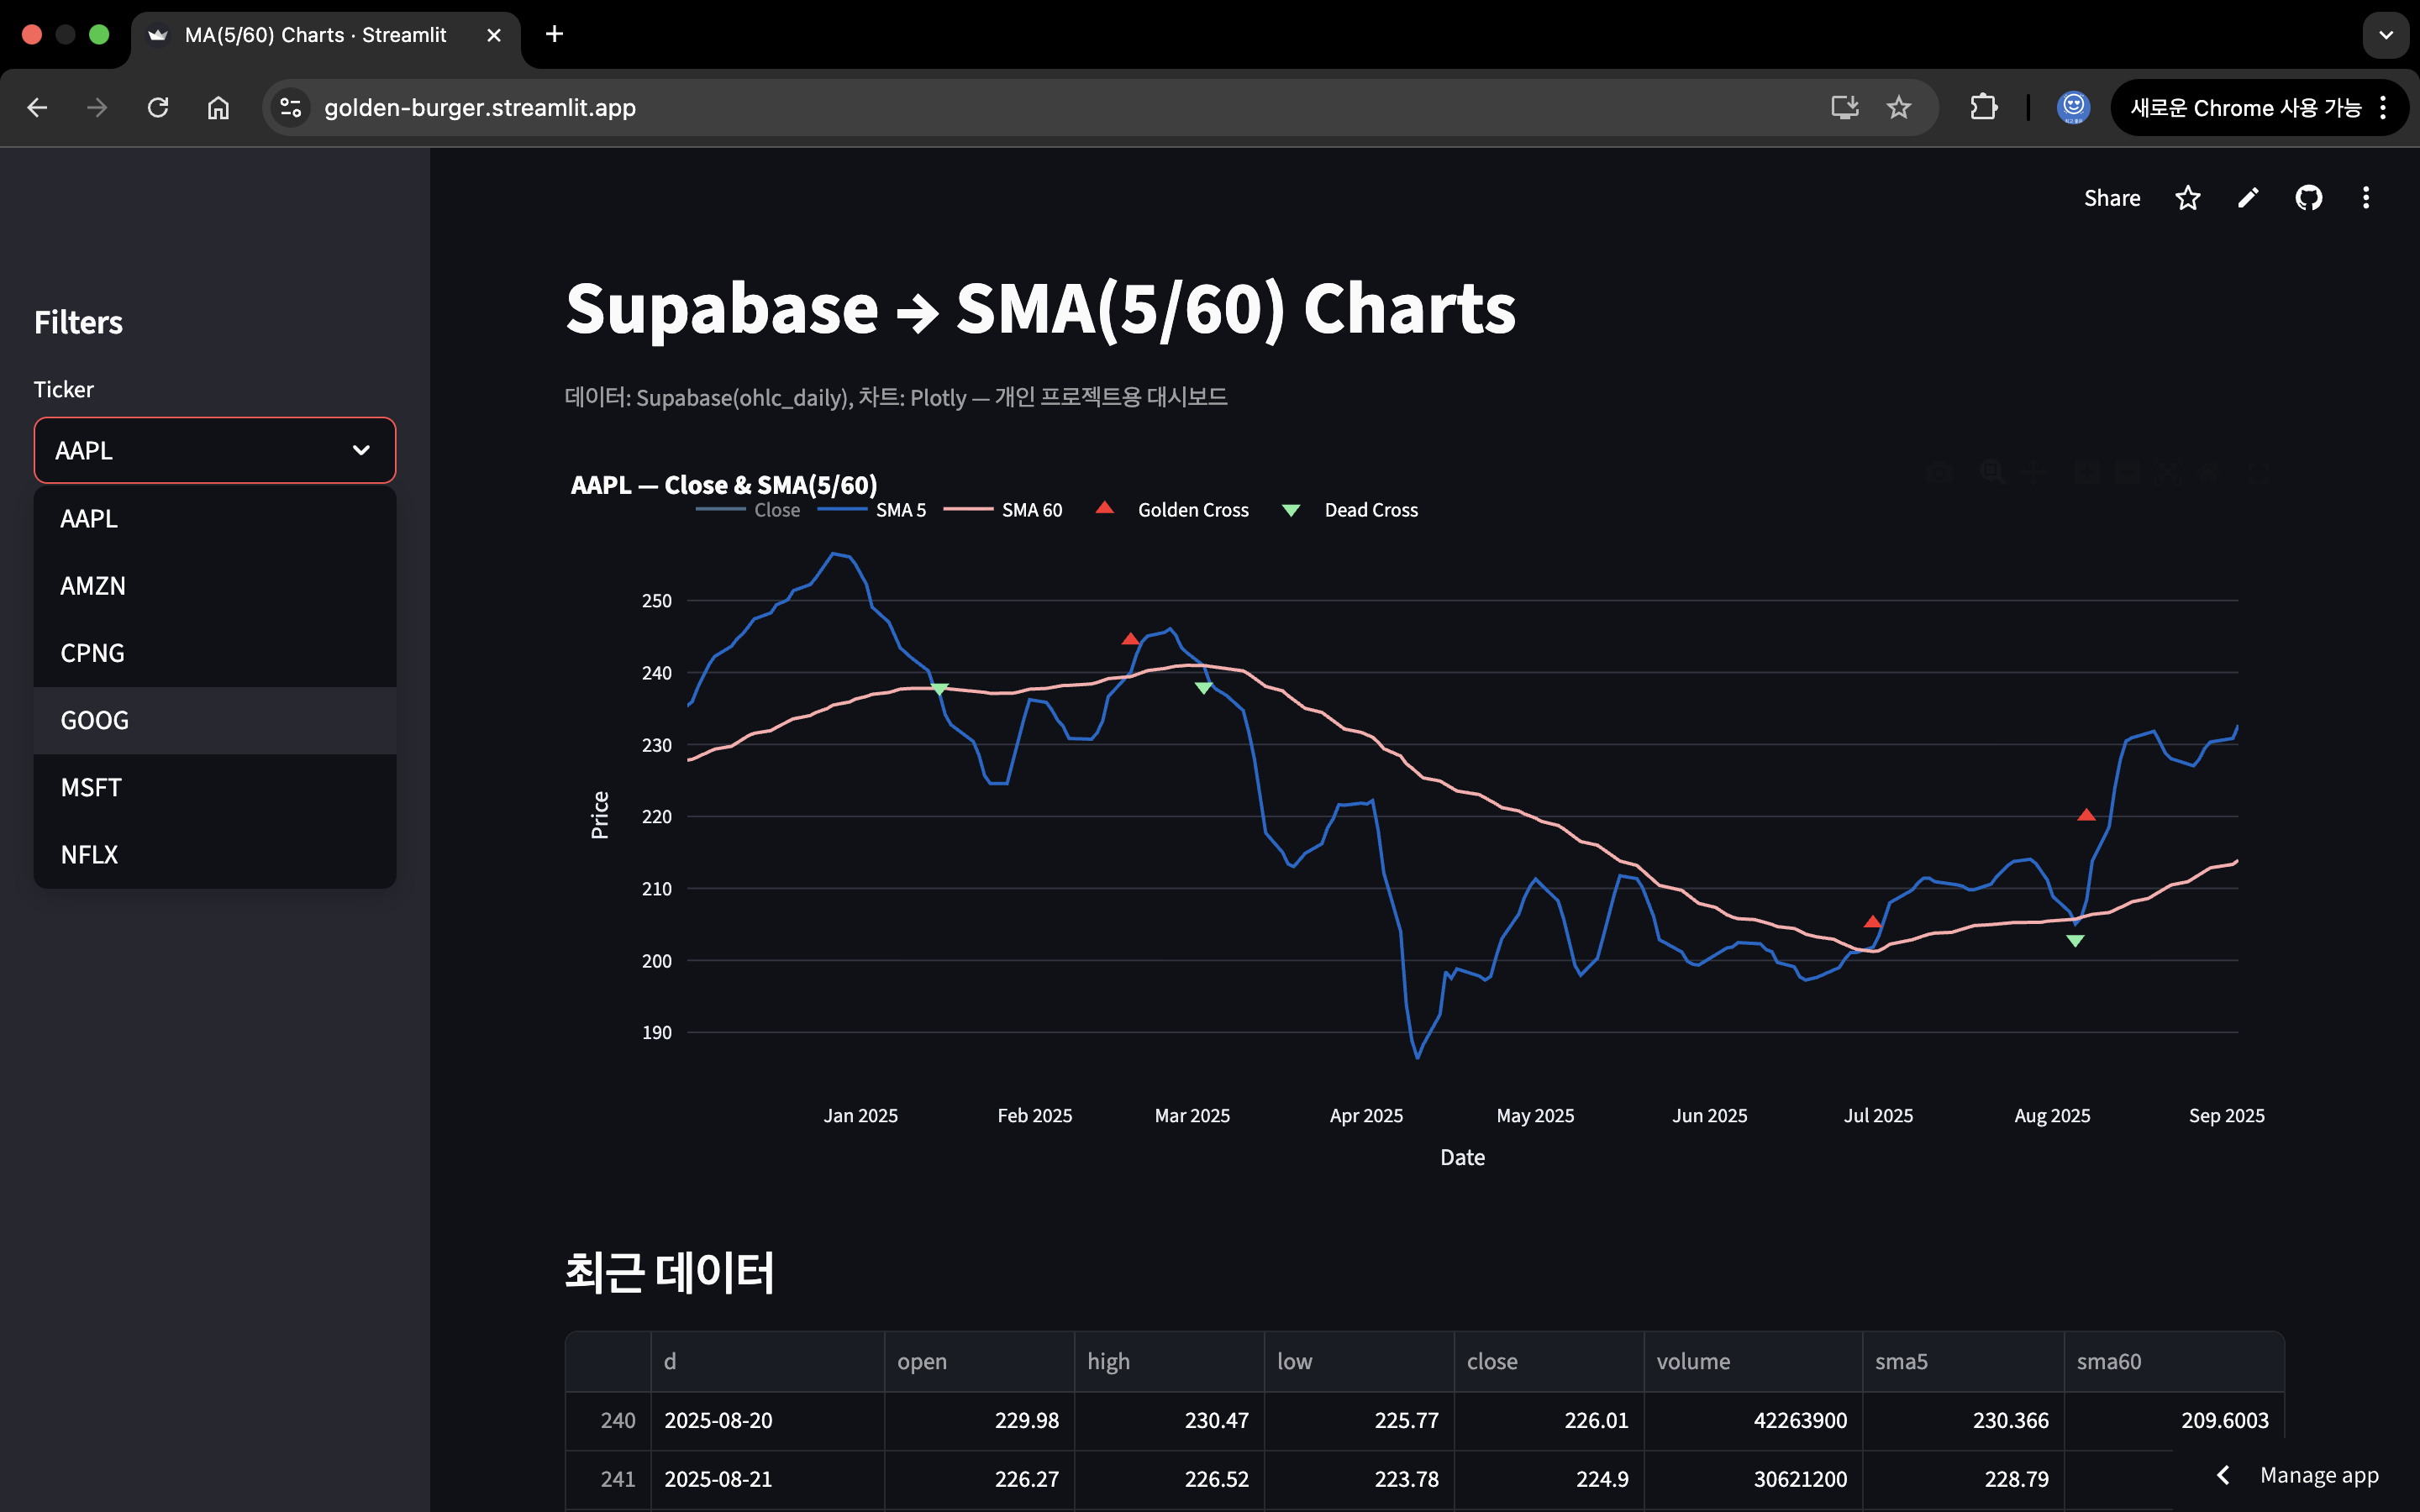 MA(5/60) Charts · Streamlit
golden-burger.streamlit.app
새로운 Chrome 사용 가능
Share
Filters
Ticker
AAPL
AAPL
AMZN
CPNG
GOOG
MSFT
NFLX
Supabase → SMA(5/60) Charts
데이터: Supabase(ohlc_daily), 차트: Plotly — 개인 프로젝트용 대시보드
AAPL — Close & SMA(5/60)
Close SMA 5 SMA 60 Golden Cross Dead Cross
250
240
230
220
210
200
190
Price
Jan 2025 Feb 2025 Mar 2025 Apr 2025 May 2025 Jun 2025 Jul 2025 Aug 2025 Sep 2025
Date
최근 데이터
d open high low close volume sma5 sma60
240 2025-08-20 229.98 230.47 225.77 226.01 42263900 230.366 209.6003
241 2025-08-21 226.27 226.52 223.78 224.9 30621200 228.79
Manage app